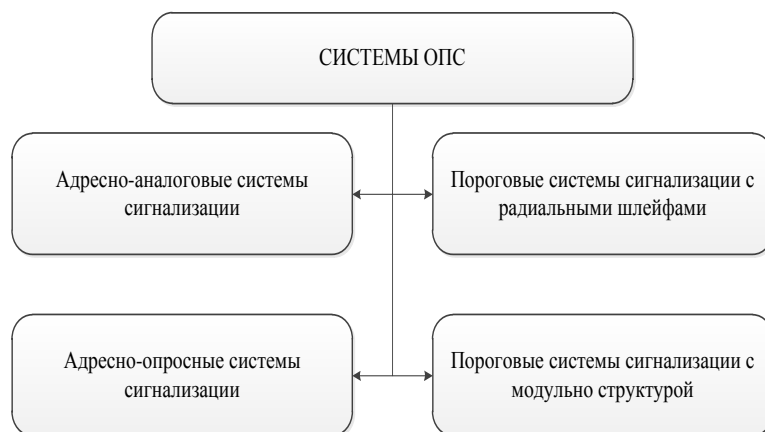 СИСТЕМЫ ОПС
Адресно-аналоговые системы
сигнализации
Пороговые системы сигнализации с
радиальными шлейфами
Адресно-опросные системы
сигнализации
Пороговые системы сигнализации с
модульно структурой